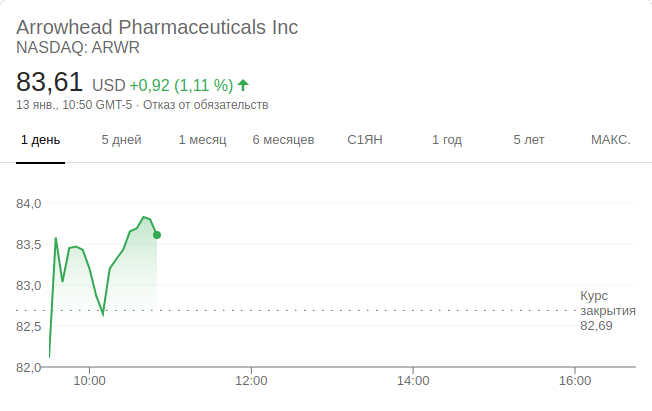 Arrowhead Pharmaceuticals Inc
NASDAQ: ARWR
83,61 USD +0,92 (1,11 %)
13 янв., 10:50 GMT-5 · Отказ от обязательств
1 день 5 дней 1 месяц 6 месяцев С1ЯН 1 год 5 лет МАКС.
84,0
83,5
83,0
Курс
закрытия
82,69
82,5
82,0
10:00 12:00 14:00 16:00